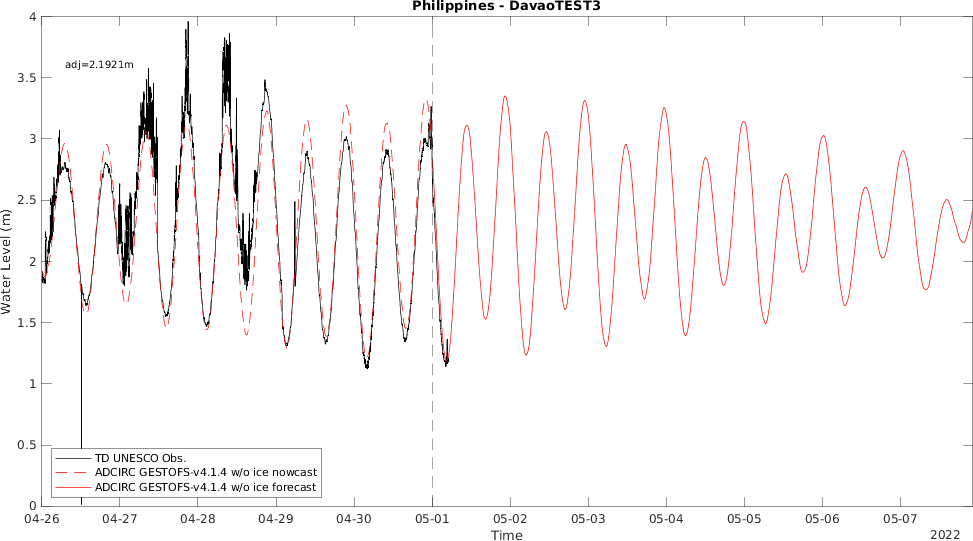 Philippines - DavaoTEST3
adj=2.1921m
4
3.5
3
2.5
2
1.5
1
0.5
0
Water Level (m)
TD UNESCO Obs.
ADCIRC GESTOFS-v4.1.4 w/o ice nowcast
ADCIRC GESTOFS-v4.1.4 w/o ice forecast
04-26 04-27 04-28 04-29 04-30 05-01 05-02 05-03 05-04 05-05 05-06 05-07
Time
2022